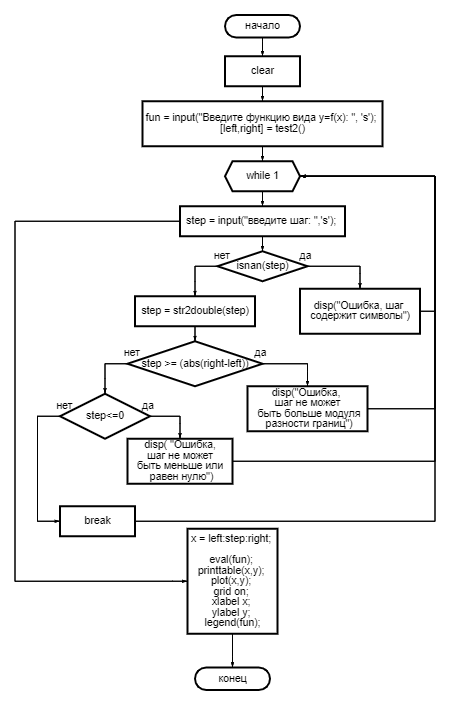 начало
clear
fun = input("Введите функцию вида y=f(x): ", 's');
[left,right] = test2()
while 1
step = input("введите шаг: ",'s');
нет
да
isnan(step)
step = str2double(step)
disp("Ошибка, шаг
содержит символы")
нет
да
step >= (abs(right-left))
нет
да
step<=0
disp("Ошибка,
шаг не может
быть больше модуля
разности границ")
disp( "Ошибка,
шаг не может
быть меньше или
равен нулю")
break
x = left:step:right;
eval(fun);
printtable(x,y);
plot(x,y);
grid on;
xlabel x;
ylabel y;
legend(fun);
конец